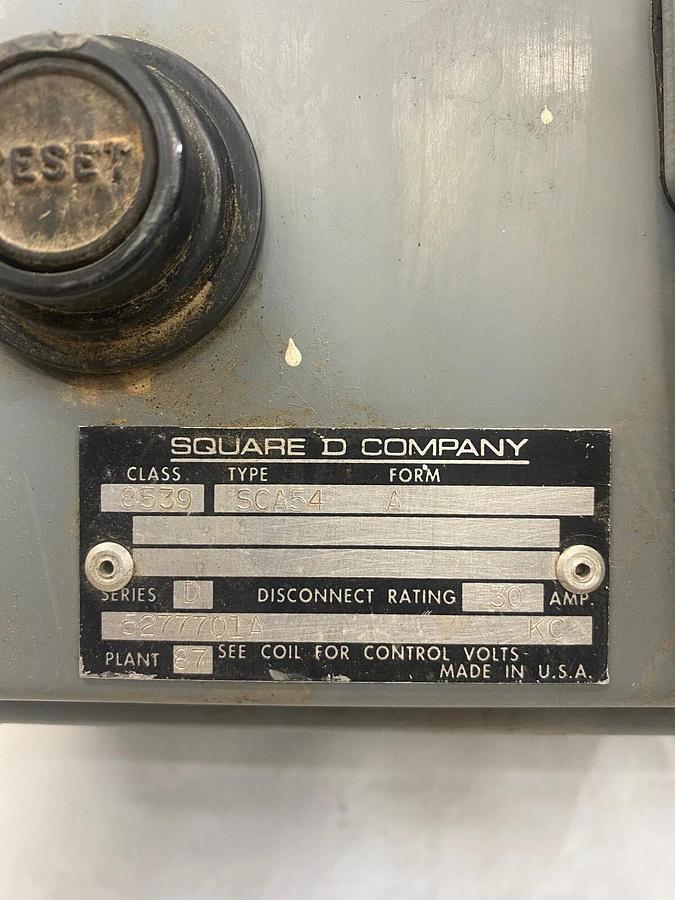 RESET
SQUARE D COMPANY
CLASS TYPE FORM
8539 SCA54 A
SERIES D DISCONNECT RATING 30 AMP.
5277701A KC
PLANT 87 SEE COIL FOR CONTROL VOLTS
MADE IN U.S.A.